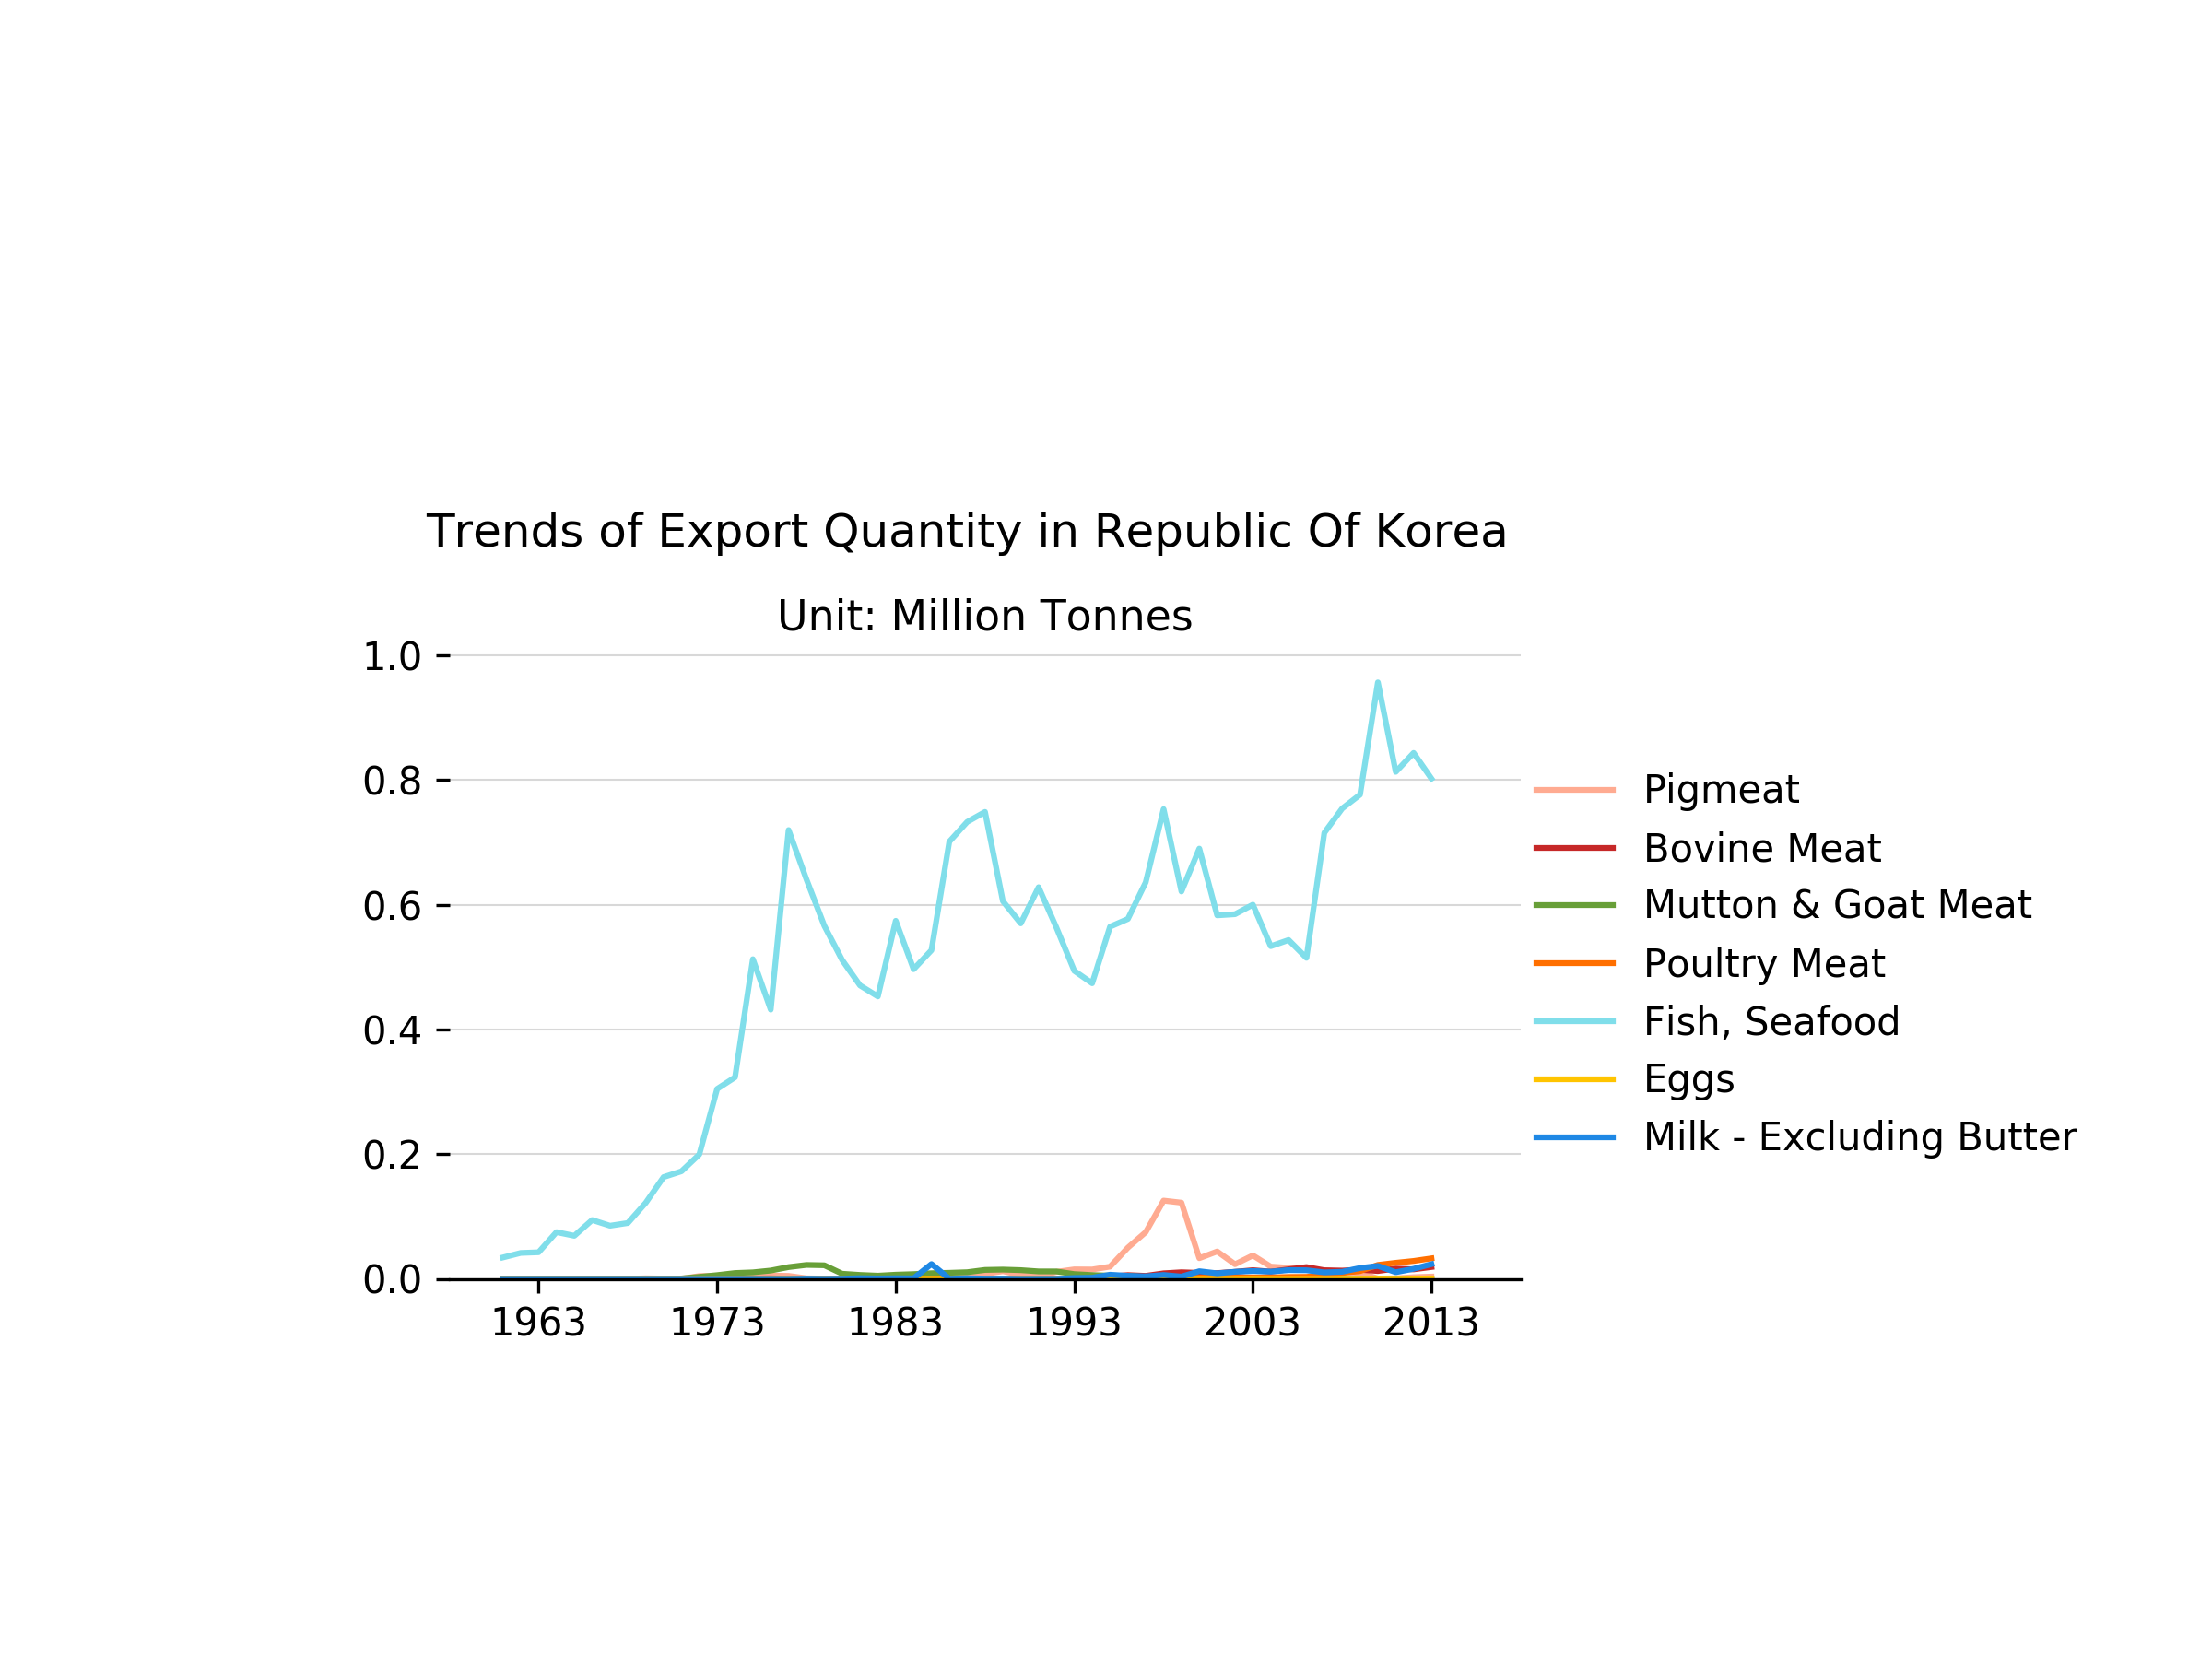 Trends of Export Quantity in Republic Of Korea
Unit: Million Tonnes
1.0
0.8
0.6
0.4
0.2
0.0
1963 1973 1983 1993 2003 2013
Pigmeat
Bovine Meat
Mutton & Goat Meat
Poultry Meat
Fish, Seafood
Eggs
Milk - Excluding Butter